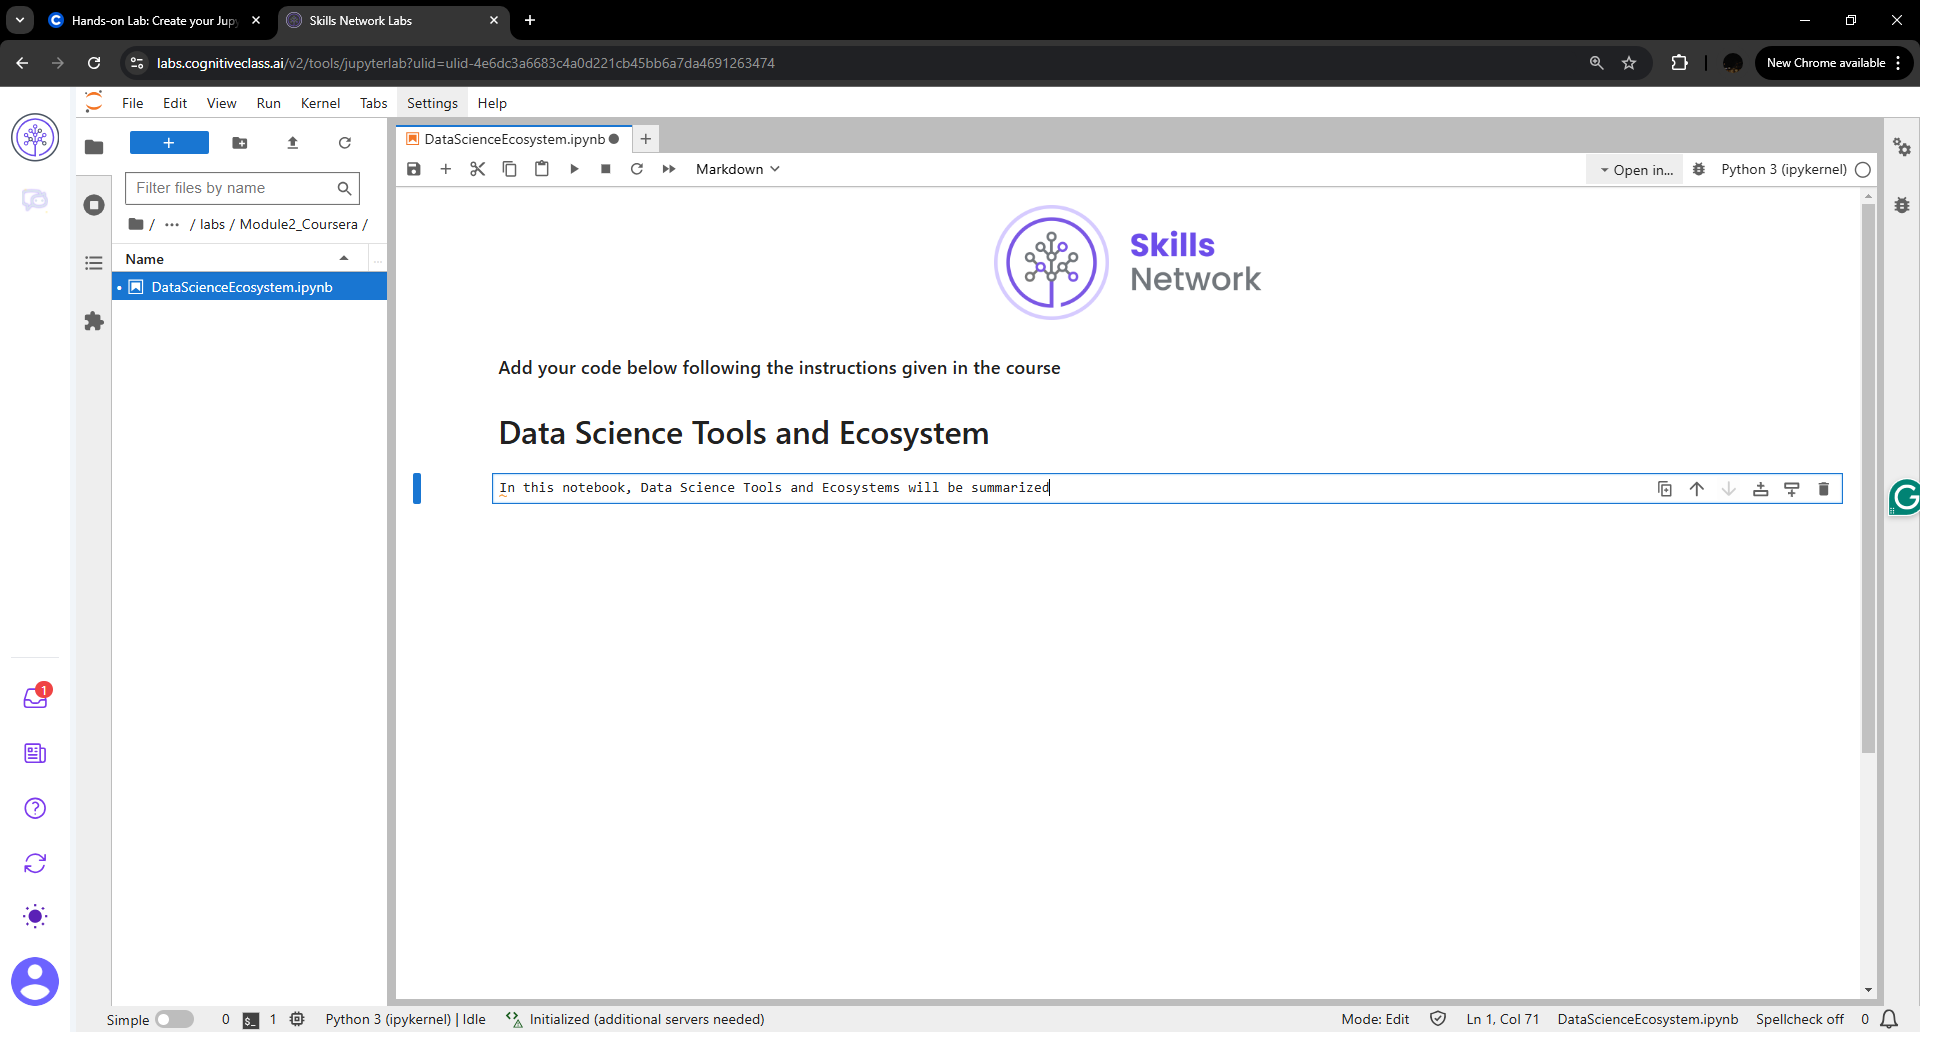 Hands-on Lab: Create your Jup
Skills Network Labs
labs.cognitiveclass.ai/v2/tools/jupyterlab?ulid=ulid-4e6dc3a6683c4a0d221cb45bb6a7da4691263474
New Chrome available
File Edit View Run Kernel Tabs Settings Help
DataScienceEcosystem.ipynb
Markdown
Open in...
Python 3 (ipykernel)
Filter files by name
/ ··· / labs / Module2_Coursera /
Name
...
DataScienceEcosystem.ipynb
Skills
Network
Add your code below following the instructions given in the course
Data Science Tools and Ecosystem
In this notebook, Data Science Tools and Ecosystems will be summarized
1
Simple 0 $_ 1 Python 3 (ipykernel) | Idle Initialized (additional servers needed) Mode: Edit Ln 1, Col 71 DataScienceEcosystem.ipynb Spellcheck off 0